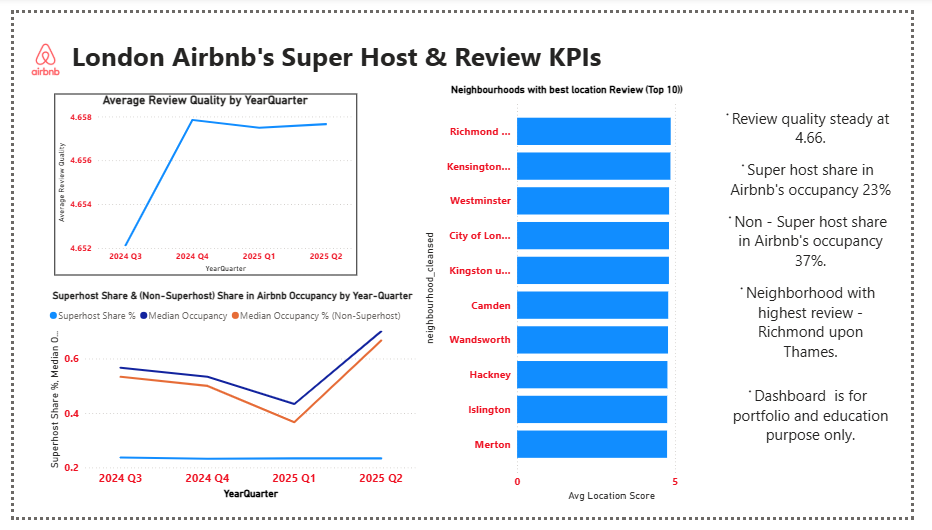 London Airbnb's Super Host & Review KPIs
airbnb
Average Review Quality by YearQuarter
Average Review Quality
4.658
4.656
4.654
4.652
2024 Q3
2024 Q4
2025 Q1
2025 Q2
YearQuarter
Superhost Share & (Non-Superhost) Share in Airbnb Occupancy by Year-Quarter
Superhost Share %
Median Occupancy
Median Occupancy % (Non-Superhost)
Superhost Share %, Median O...
0.6
0.4
0.2
2024 Q3
2024 Q4
2025 Q1
2025 Q2
YearQuarter
Neighbourhoods with best location Review (Top 10))
neighbourhood_cleansed
Richmond ...
Kensington...
Westminster
City of Lon...
Kingston u...
Camden
Wandsworth
Hackney
Islington
Merton
0
5
Avg Location Score
*Review quality steady at
4.66.
*Super host share in
Airbnb's occupancy 23%
*Non - Super host share
in Airbnb's occupancy
37%.
*Neighborhood with
highest review -
Richmond upon
Thames.
*Dashboard is for
portfolio and education
purpose only.